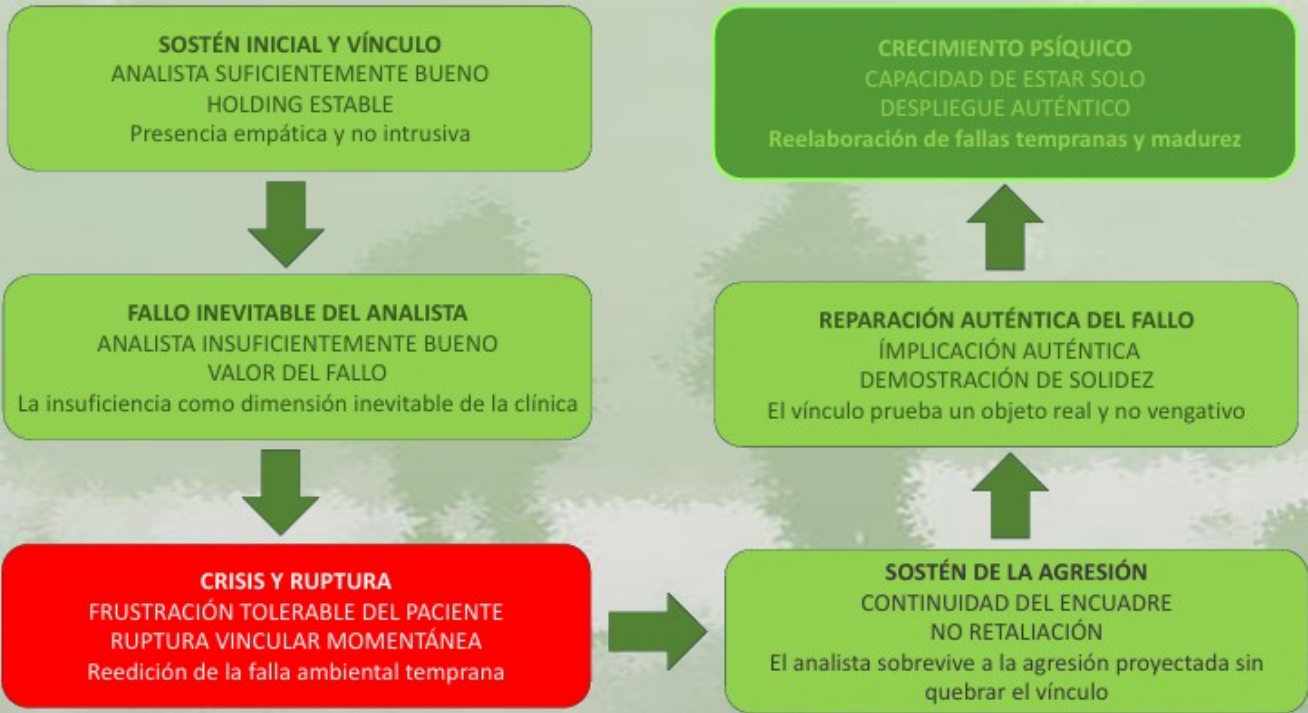 SOSTÉN INICIAL Y VÍNCULO
ANALISTA SUFICIENTEMENTE BUENO
HOLDING ESTABLE
Presencia empática y no intrusiva
FALLO INEVITABLE DEL ANALISTA
ANALISTA INSUFICIENTEMENTE BUENO
VALOR DEL FALLO
La insuficiencia como dimensión inevitable de la clínica
CRISIS Y RUPTURA
FRUSTRACIÓN TOLERABLE DEL PACIENTE
RUPTURA VINCULAR MOMENTÁNEA
Reedición de la falla ambiental temprana
SOSTÉN DE LA AGRESIÓN
CONTINUIDAD DEL ENCUADRE
NO RETALIACIÓN
El analista sobrevive a la agresión proyectada sin
quebrar el vínculo
REPARACIÓN AUTÉNTICA DEL FALLO
ÍMPLICACIÓN AUTÉNTICA
DEMOSTRACIÓN DE SOLIDEZ
El vínculo prueba un objeto real y no vengativo
CRECIMIENTO PSÍQUICO
CAPACIDAD DE ESTAR SOLO
DESPLIEGUE AUTÉNTICO
Reelaboración de fallas tempranas y madurez